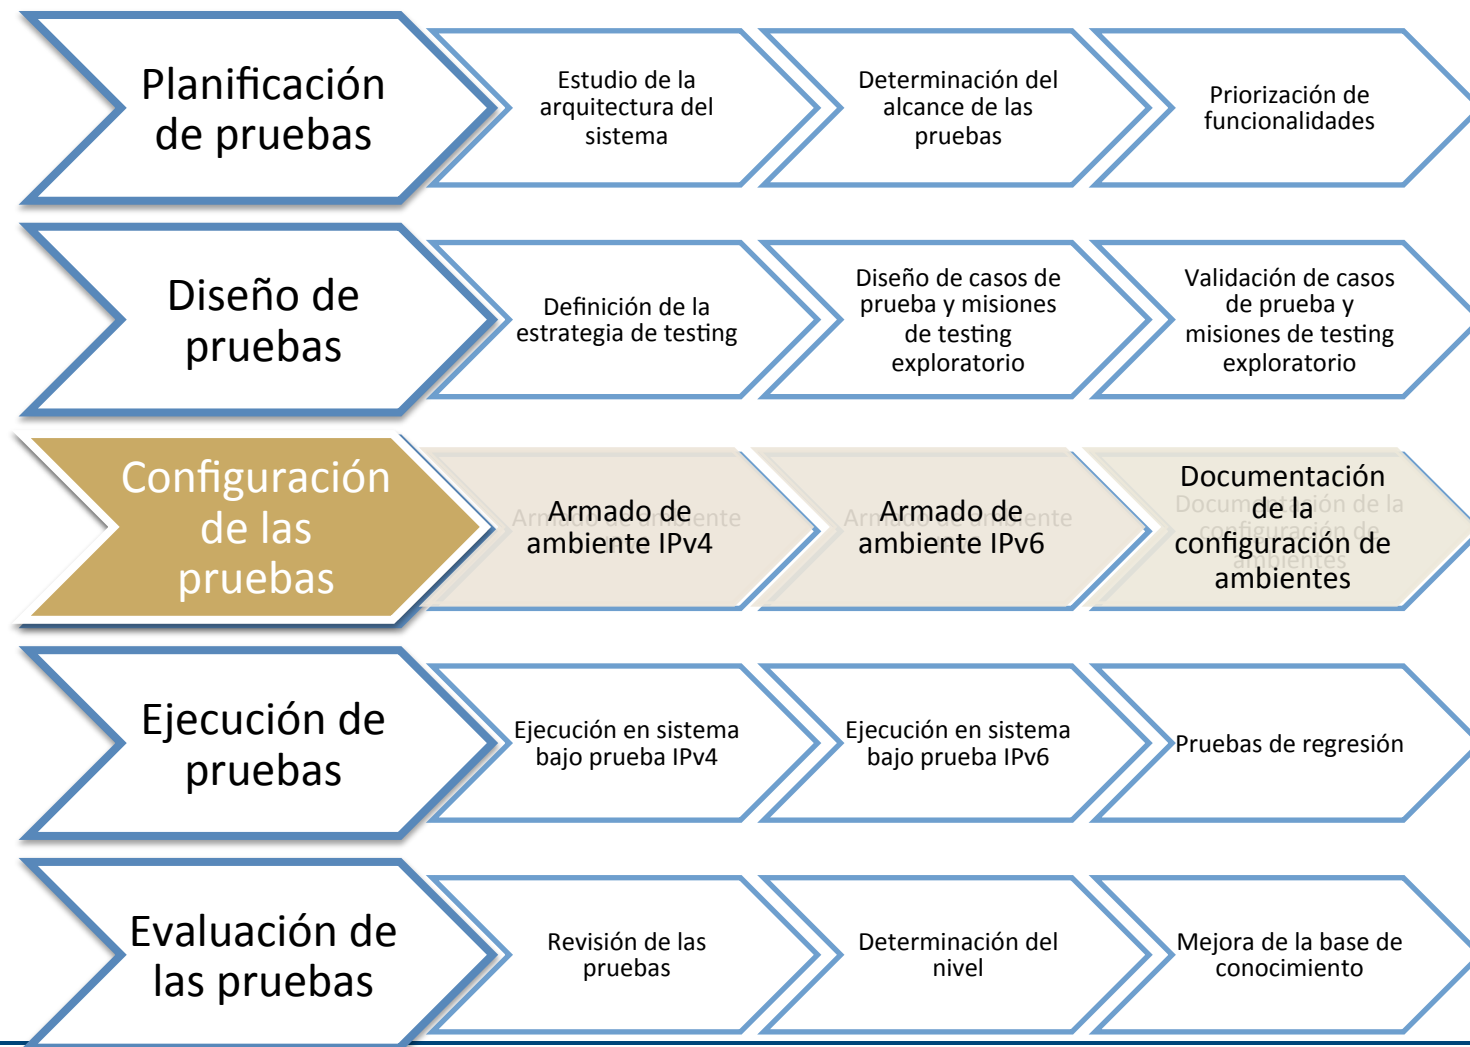 Planificación
de pruebas
Estudio de la
arquitectura del
sistema
Determinación del
alcance de las
pruebas
Priorización de
funcionalidades
Diseño de
pruebas
Definición de la
estrategia de testing
Diseño de casos de
prueba y misiones
de testing
exploratorio
Validación de casos
de prueba y
misiones de testing
exploratorio
Configuración
de las
pruebas
Armado de
ambiente IPv4
Armado de
ambiente IPv6
Documentación
de la
configuración de
ambientes
Ejecución de
pruebas
Ejecución en sistema
bajo prueba IPv4
Ejecución en sistema
bajo prueba IPv6
Pruebas de regresión
Evaluación de
las pruebas
Revisión de las
pruebas
Determinación del
nivel
Mejora de la base de
conocimiento